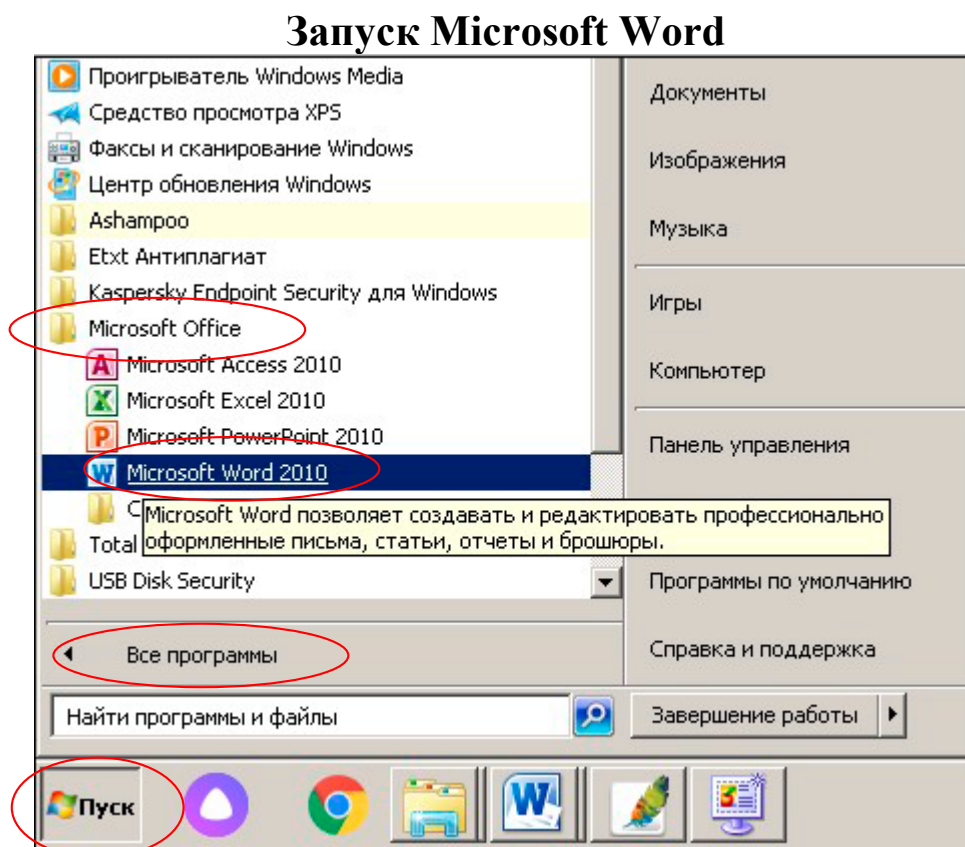 Запуск Microsoft Word
Проигрыватель Windows Media
Средство просмотра XPS
Факсы и сканирование Windows
Центр обновления Windows
Ashampoo
Etxt Антиплагиат
Kaspersky Endpoint Security для Windows
Microsoft Office
Microsoft Access 2010
Microsoft Excel 2010
Microsoft PowerPoint 2010
Microsoft Word 2010
Microsoft Word позволяет создавать и редактировать профессионально
оформленные письма, статьи, отчеты и брошюры.
Total
USB Disk Security
Все программы
Найти программы и файлы
Документы
Изображения
Музыка
Игры
Компьютер
Панель управления
Программы по умолчанию
Справка и поддержка
Завершение работы
Пуск